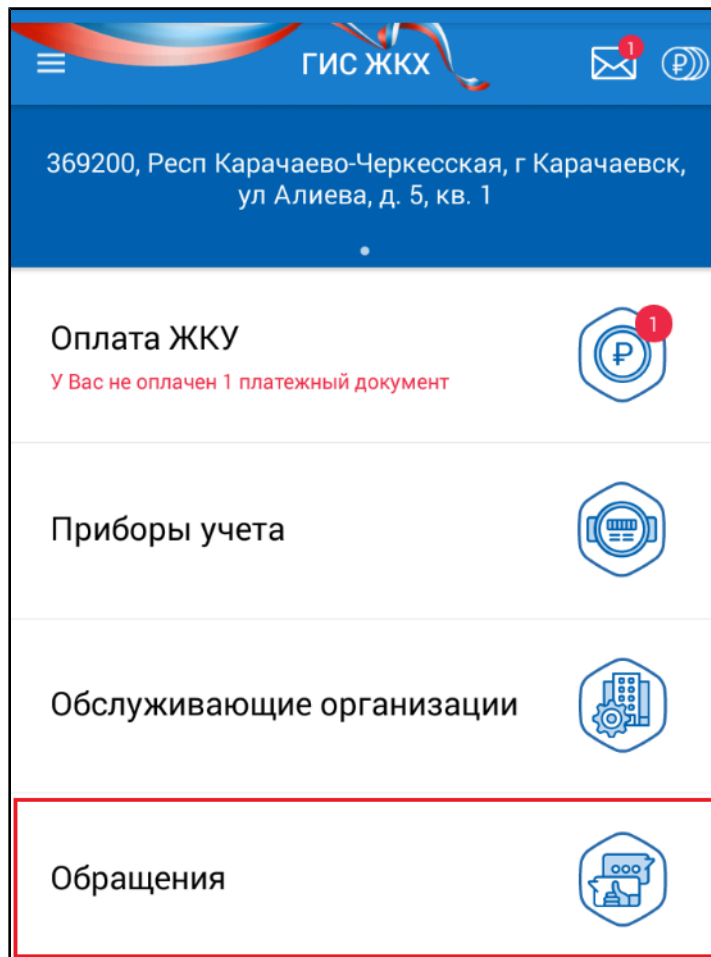 ГИС ЖКХ
1
369200, Респ Карачаево-Черкесская, г Карачаевск,
ул Алиева, д. 5, кв. 1
Оплата ЖКУ
1
У Вас не оплачен 1 платежный документ
Приборы учета
Обслуживающие организации
Обращения